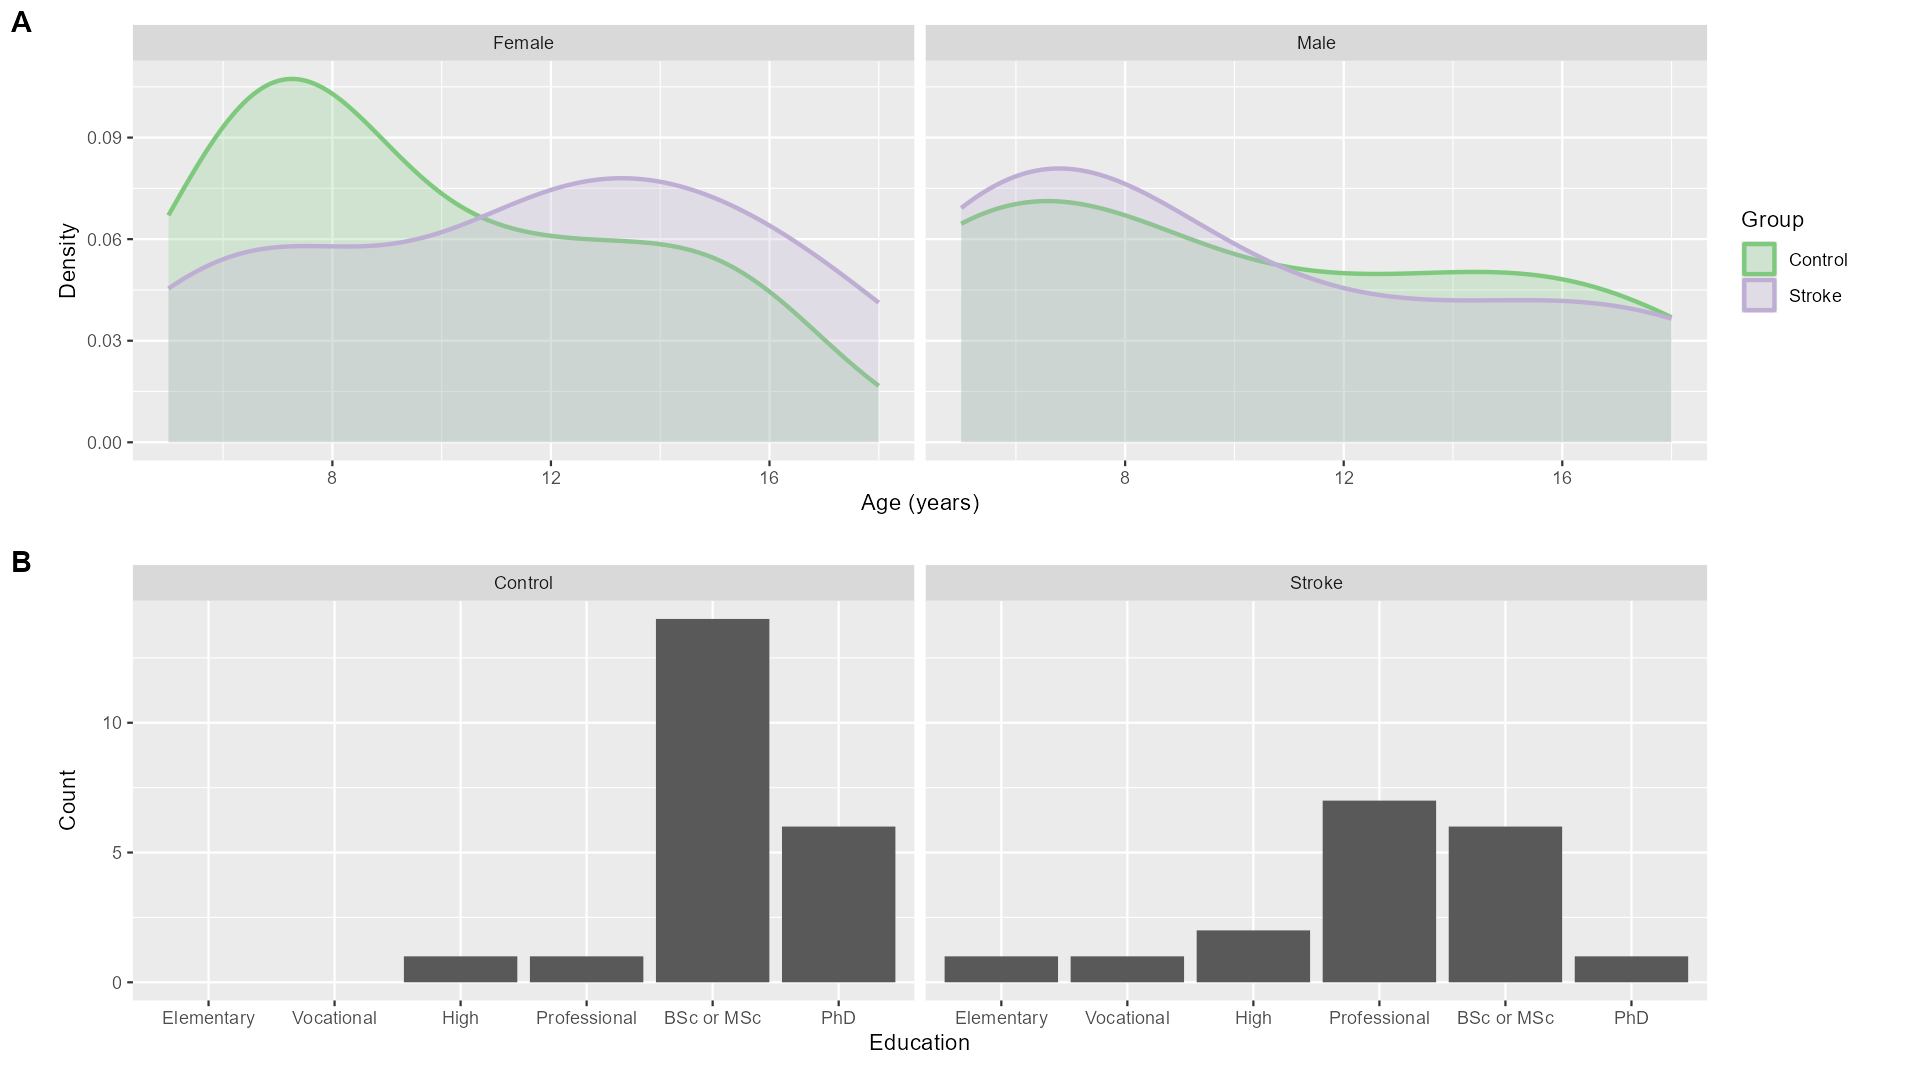 A
Female Male
0.09
0.06
0.03
0.00
Density
8 12 16 8 12 16
Age (years)
Group
Control
Stroke
B
Control Stroke
10
5
0
Count
Elementary Vocational High Professional BSc or MSc PhD Elementary Vocational High Professional BSc or MSc PhD
Education